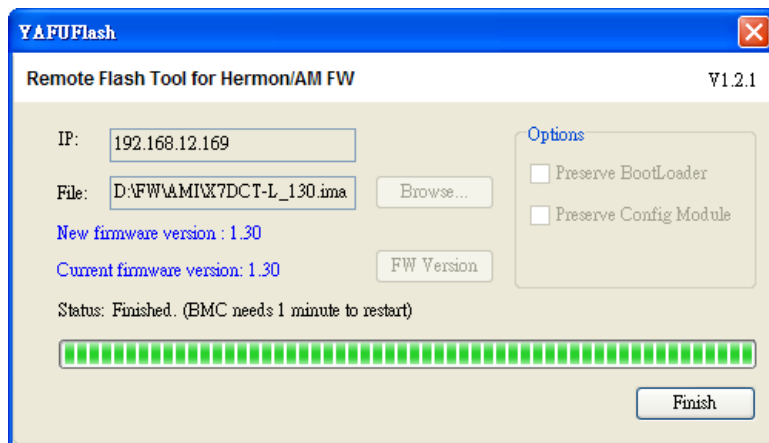 YAFUFlash
Remote Flash Tool for Hermon/AM FW V1.2.1
IP: 192.168.12.169
Options
File: D:\FW\AMI\X7DCT-L_130.ima Browse...
Preserve BootLoader
Preserve Config Module
New firmware version : 1.30
Current firmware version: 1.30 FW Version
Status: Finished. (BMC needs 1 minute to restart)
Finish